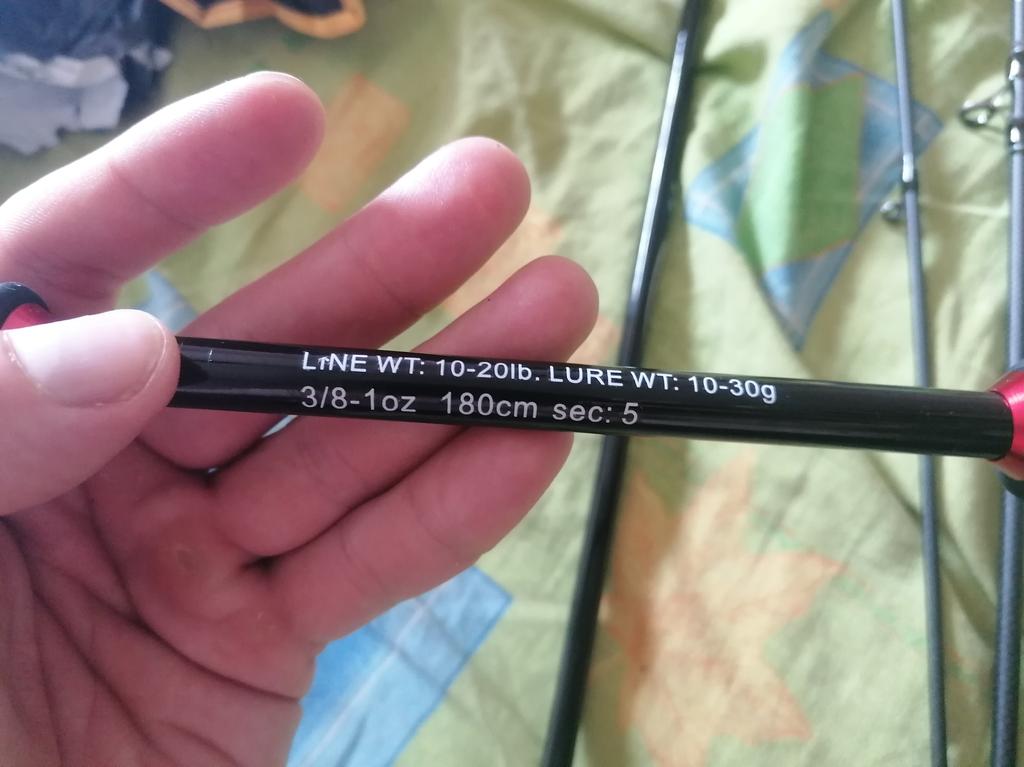 LINE WT: 10-20lb. LURE WT: 10-30g
3/8-1oz 180cm sec: 5